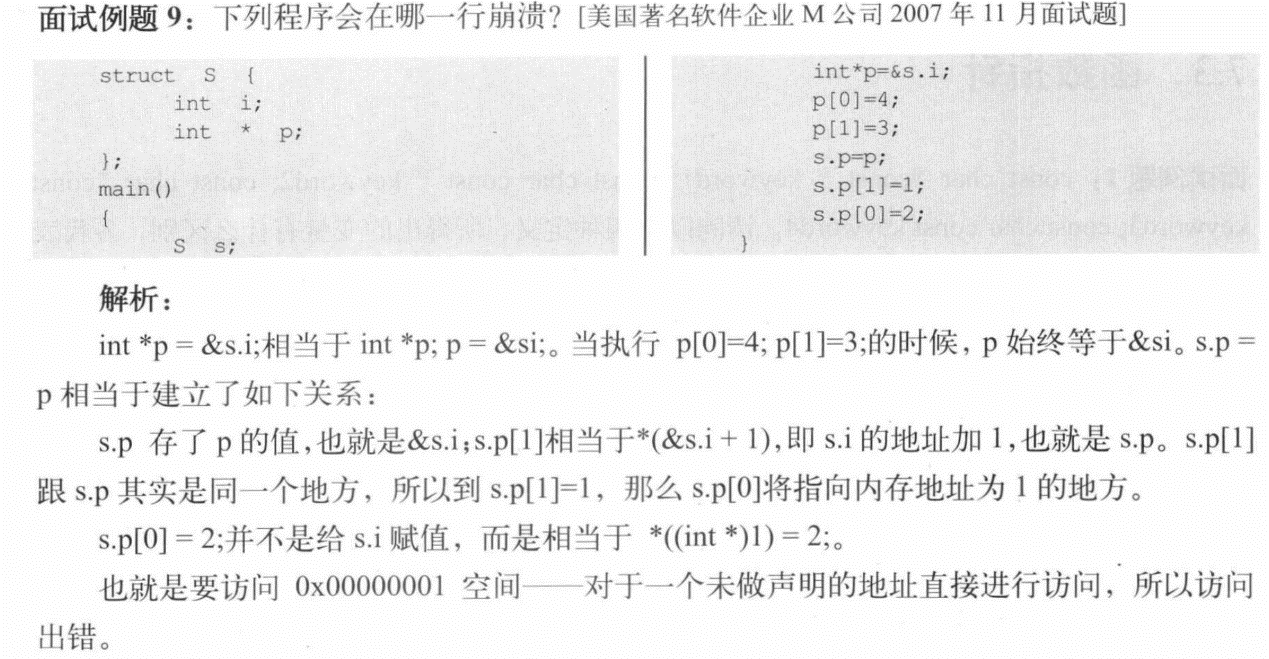 面试例题 9：下列程序会在哪一行崩溃？[美国著名软件企业 M 公司 2007 年 11 月面试题]
struct S {
int i;
int * p;
};
main()
{
S s;
int*p=&s.i;
p[0]=4;
p[1]=3;
s.p=p;
s.p[1]=1;
s.p[0]=2;
}
解析：
int *p = &s.i;相当于 int *p; p = &si;。当执行 p[0]=4; p[1]=3;的时候，p 始终等于&si。s.p =
p 相当于建立了如下关系：
s.p 存了 p 的值，也就是&s.i；s.p[1]相当于*(&s.i + 1)，即 s.i 的地址加 1，也就是 s.p。s.p[1]
跟 s.p 其实是同一个地方，所以到 s.p[1]=1，那么 s.p[0]将指向内存地址为 1 的地方。
s.p[0] = 2;并不是给 s.i 赋值，而是相当于 *((int *)1) = 2;。
也就是要访问 0x00000001 空间——对于一个未做声明的地址直接进行访问，所以访问
出错。